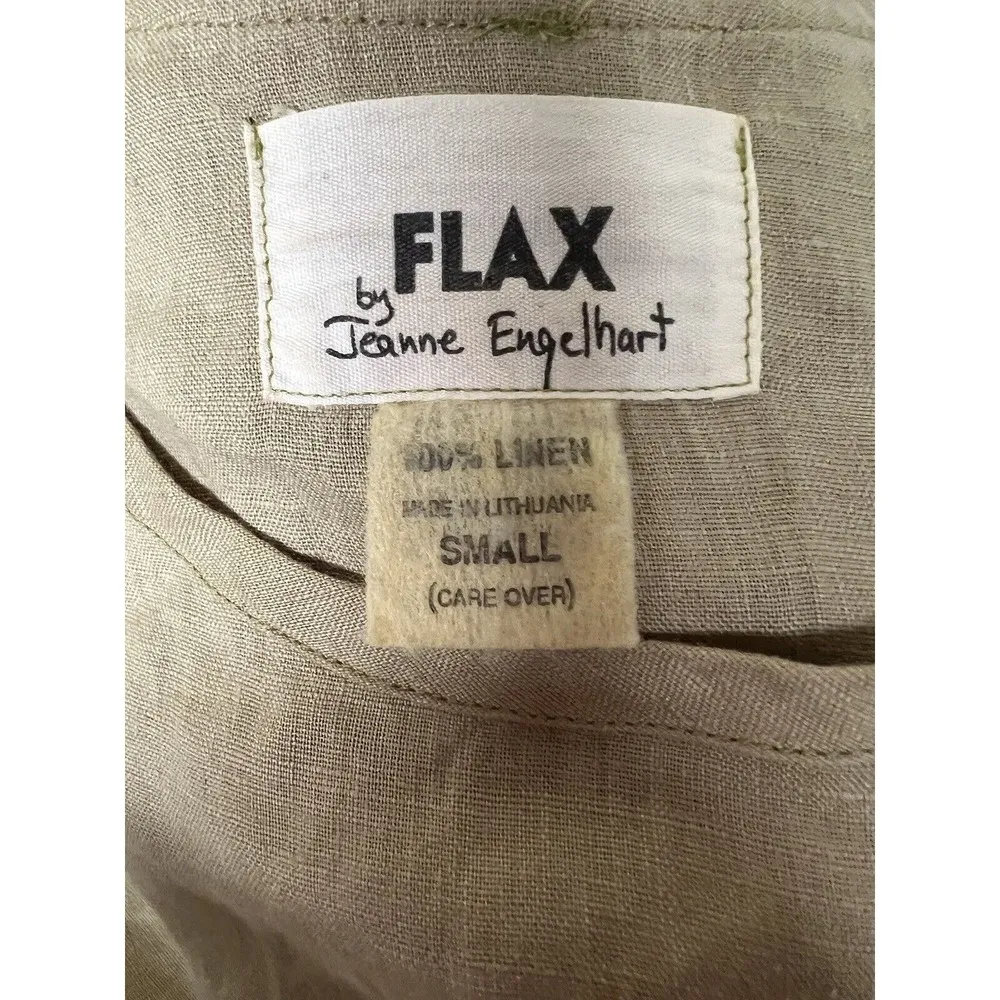 FLAX
by
Jeanne Engelhart
100% LINEN
MADE IN LITHUANIA
SMALL
(CARE OVER)